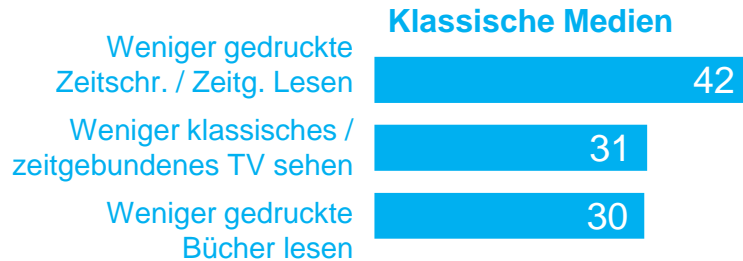 Klassische Medien
Weniger gedruckte
Zeitschr. / Zeitg. Lesen
42
Weniger klassisches /
zeitgebundenes TV sehen
31
Weniger gedruckte
Bücher lesen
30